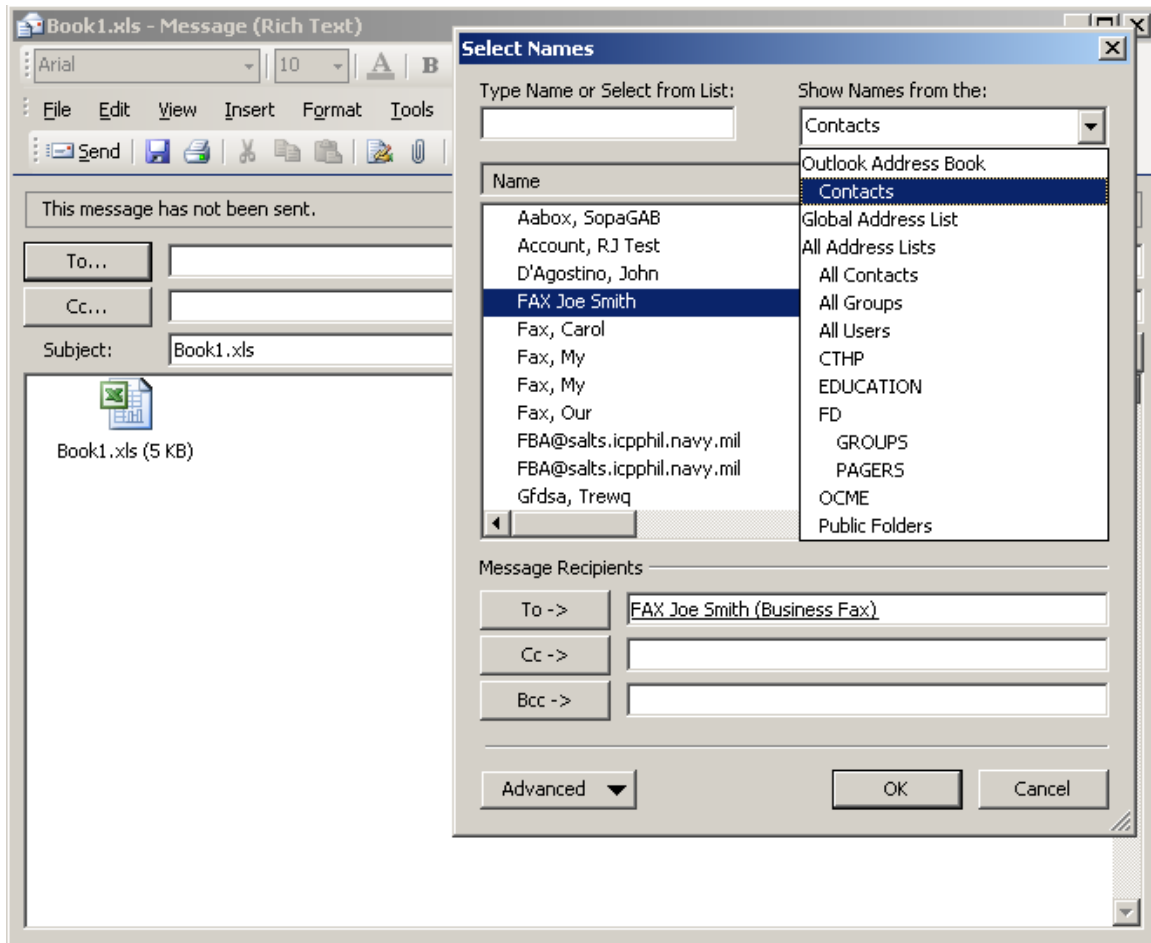 Book1.xls - Message (Rich Text)
Arial 10 A B
File Edit View Insert Format Tools
Send
This message has not been sent.
To...
Cc...
Subject: Book1.xls
Book1.xls (5 KB)
Select Names
Type Name or Select from List:
Show Names from the:
Contacts
Name
Aabox, SopaGAB
Account, RJ Test
D'Agostino, John
FAX Joe Smith
Fax, Carol
Fax, My
Fax, My
Fax, Our
FBA@salts.icpphil.navy.mil
FBA@salts.icpphil.navy.mil
Gfdsa, Trewq
Outlook Address Book
Contacts
Global Address List
All Address Lists
All Contacts
All Groups
All Users
CTHP
EDUCATION
FD
GROUPS
PAGERS
OCME
Public Folders
Message Recipients
To -> FAX Joe Smith (Business Fax)
Cc ->
Bcc ->
Advanced
OK
Cancel